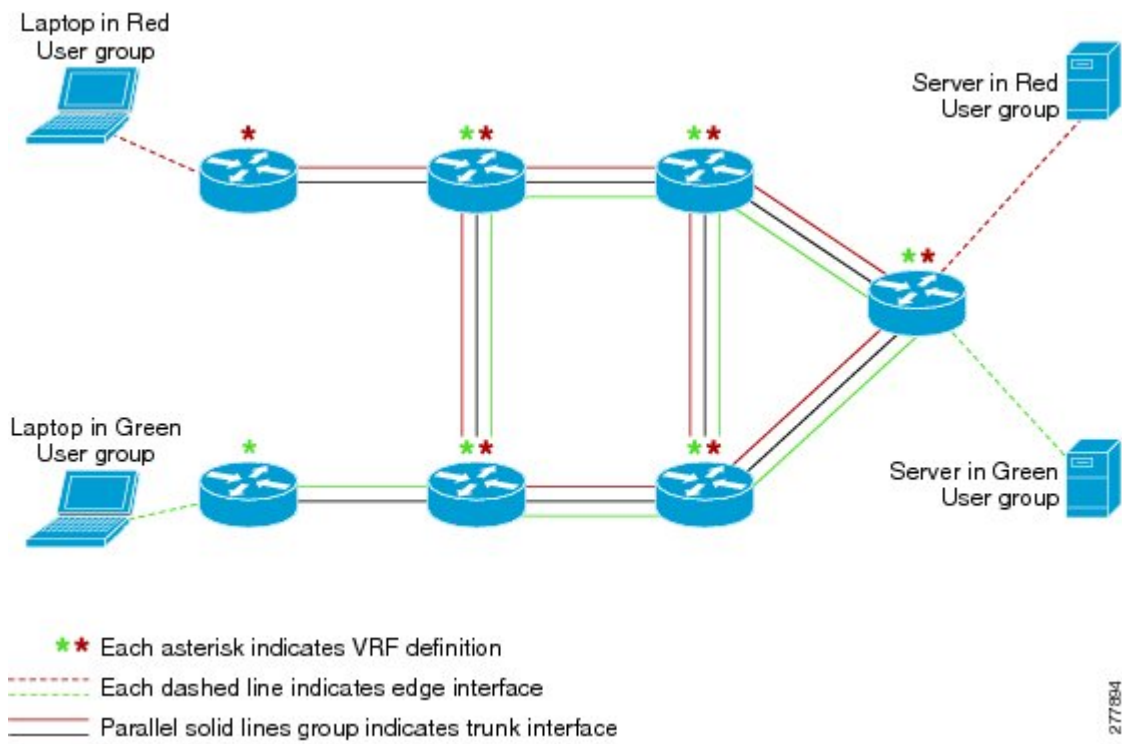 Laptop in Red
User group
Server in Red
User group
* **
**
**
Laptop in Green
User group
*
**
**
Server in Green
User group
** Each asterisk indicates VRF definition
Each dashed line indicates edge interface
Parallel solid lines group indicates trunk interface
277894